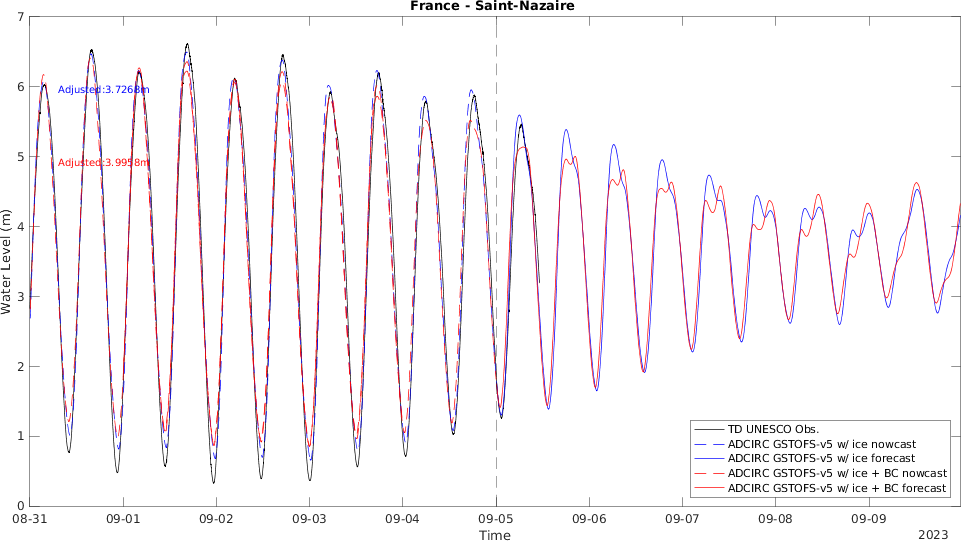 France - Saint-Nazaire
7
6
5
4
3
2
1
0
Water Level (m)
Adjusted:3.7268m
Adjusted:3.9958m
TD UNESCO Obs.
ADCIRC GSTOFS-v5 w/ ice nowcast
ADCIRC GSTOFS-v5 w/ ice forecast
ADCIRC GSTOFS-v5 w/ ice + BC nowcast
ADCIRC GSTOFS-v5 w/ ice + BC forecast
08-31 09-01 09-02 09-03 09-04 09-05 09-06 09-07 09-08 09-09
Time
2023